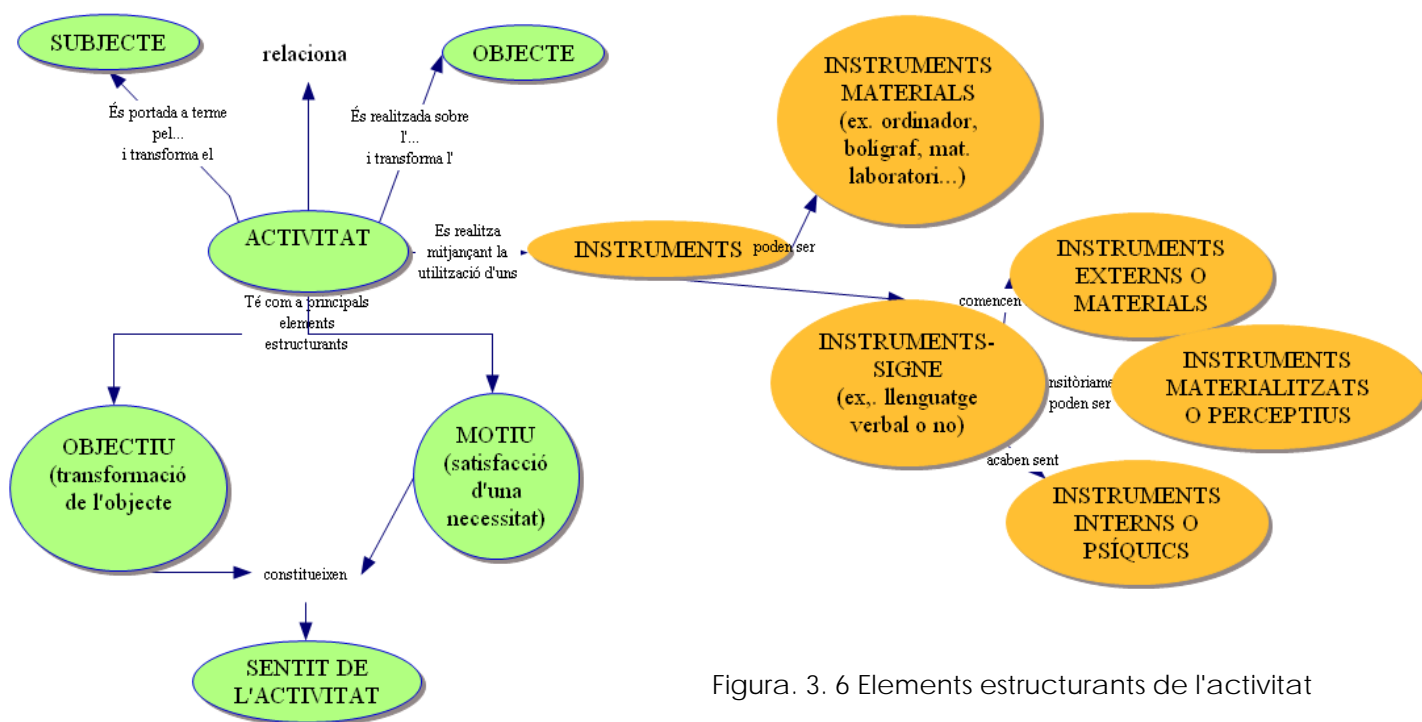 SUBJECTE
relaciona
OBJECTE
És portada a terme
pel...
i transforma el
És realitzada sobre
l'...
i transforma l'
INSTRUMENTS
MATERIALS
(ex. ordinador,
bolígraf, mat.
laboratori...)
ACTIVITAT
Es realitza
mitjançant la
utilització d'uns
INSTRUMENTS
poden ser
INSTRUMENTS
EXTERNS O
MATERIALS
Té com a principals
elements
estructurants
comencen
INSTRUMENTS-
SIGNE
(ex,. llenguatge
verbal o no)
nsitòriame
poden ser
INSTRUMENTS
MATERIALITZATS
O PERCEPTIUS
OBJECTIU
(transformació
de l'objecte
MOTIU
(satisfacció
d'una
necessitat)
acaben sent
INSTRUMENTS
INTERNS O
PSÍQUICS
constitueixen
SENTIT DE
L'ACTIVITAT
Figura. 3. 6 Elements estructurants de l'activitat